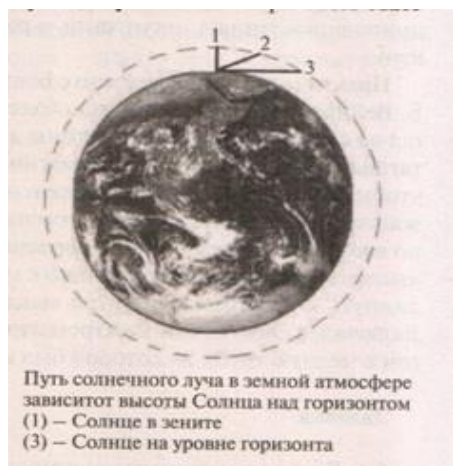 1
2
3
Путь солнечного луча в земной атмосфере
зависитот высоты Солнца над горизонтом
(1) – Солнце в зените
(3) – Солнце на уровне горизонта